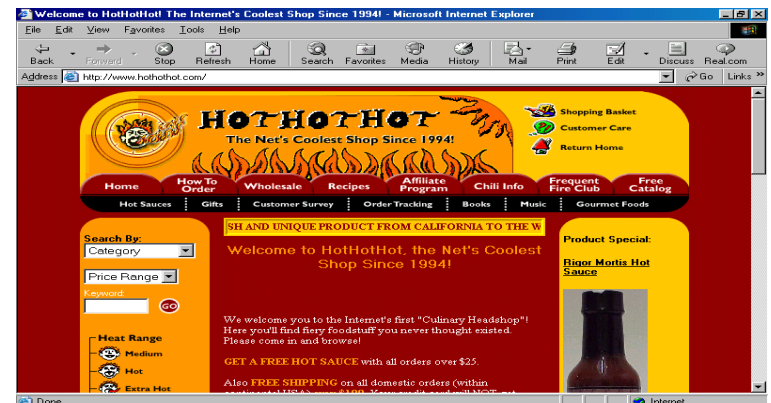 Welcome to HotHotHot! The Internet's Coolest Shop Since 1994! - Microsoft Internet Explorer
File Edit View Favorites Tools Help
Back Forward Stop Refresh Home Search Favorites Media History Mail Print Edit Discuss Real.com
Address http://www.hothothot.com/ Go Links »
HOTHOTHOT
The Net's Coolest Shop Since 1994!
Shopping Basket
Customer Care
Return Home
Home How To Order Wholesale Recipes Affiliate Program Chili Info Frequent Fire Club Free Catalog
Hot Sauces Gifts Customer Survey Order Tracking Books Music Gourmet Foods
Search By:
Category
Price Range
Keyword:
GO
Heat Range
Medium
Hot
Extra Hot
SH AND UNIQUE PRODUCT FROM CALIFORNIA TO THE W
Welcome to HotHotHot, the Net's Coolest
Shop Since 1994!
We welcome you to the Internet's first "Culinary Headshop"!
Here you'll find fiery foodstuff you never thought existed.
Please come in and browse!
GET A FREE HOT SAUCE with all orders over $25.
Also FREE SHIPPING on all domestic orders (within
Product Special:
Rigor Mortis Hot
Sauce
Done Internet